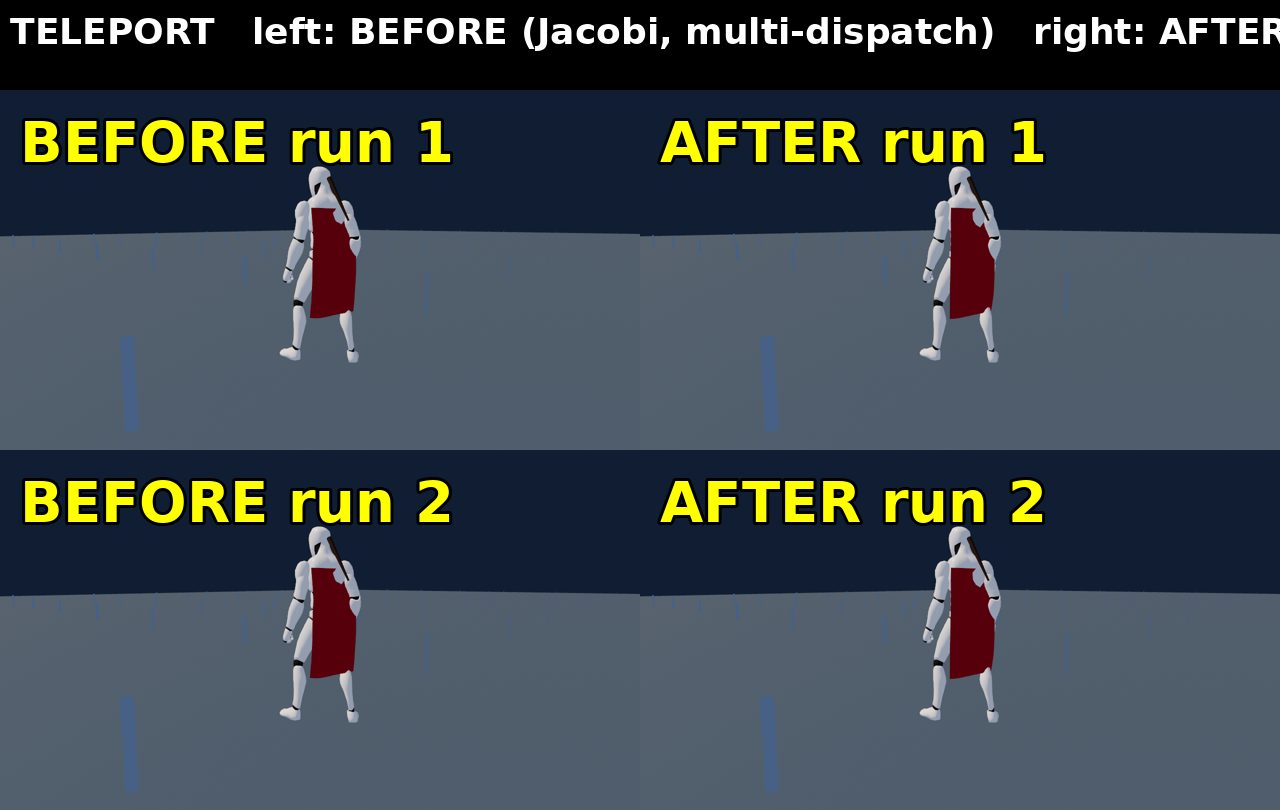 TELEPORT left: BEFORE (Jacobi, multi-dispatch) right: AFTER
BEFORE run 1
AFTER run 1
BEFORE run 2
AFTER run 2